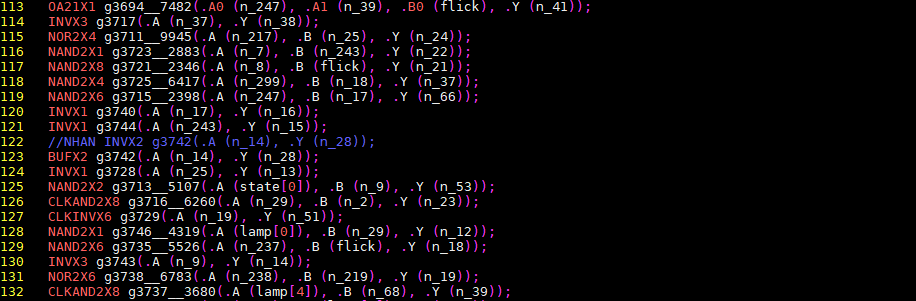 113 OA21X1 g3694__7482(.A0 (n_247), .A1 (n_39), .B0 (flick), .Y (n_41));
114 INVX3 g3717(.A (n_37), .Y (n_38));
115 NOR2X4 g3711__9945(.A (n_217), .B (n_25), .Y (n_24));
116 NAND2X1 g3723__2883(.A (n_7), .B (n_243), .Y (n_22));
117 NAND2X8 g3721__2346(.A (n_8), .B (flick), .Y (n_21));
118 NAND2X4 g3725__6417(.A (n_299), .B (n_18), .Y (n_37));
119 NAND2X6 g3715__2398(.A (n_247), .B (n_17), .Y (n_66));
120 INVX1 g3740(.A (n_17), .Y (n_16));
121 INVX1 g3744(.A (n_243), .Y (n_15));
122 //NHAN INVX2 g3742(.A (n_14), .Y (n_28));
123 BUFX2 g3742(.A (n_14), .Y (n_28));
124 INVX1 g3728(.A (n_25), .Y (n_13));
125 NAND2X2 g3713__5107(.A (state[0]), .B (n_9), .Y (n_53));
126 CLKAND2X8 g3716__6260(.A (n_29), .B (n_2), .Y (n_23));
127 CLKINVX6 g3729(.A (n_19), .Y (n_51));
128 NAND2X1 g3746__4319(.A (lamp[0]), .B (n_29), .Y (n_12));
129 NAND2X6 g3735__5526(.A (n_237), .B (flick), .Y (n_18));
130 INVX3 g3743(.A (n_9), .Y (n_14));
131 NOR2X6 g3738__6783(.A (n_238), .B (n_219), .Y (n_19));
132 CLKAND2X8 g3737__3680(.A (lamp[4]), .B (n_68), .Y (n_39));